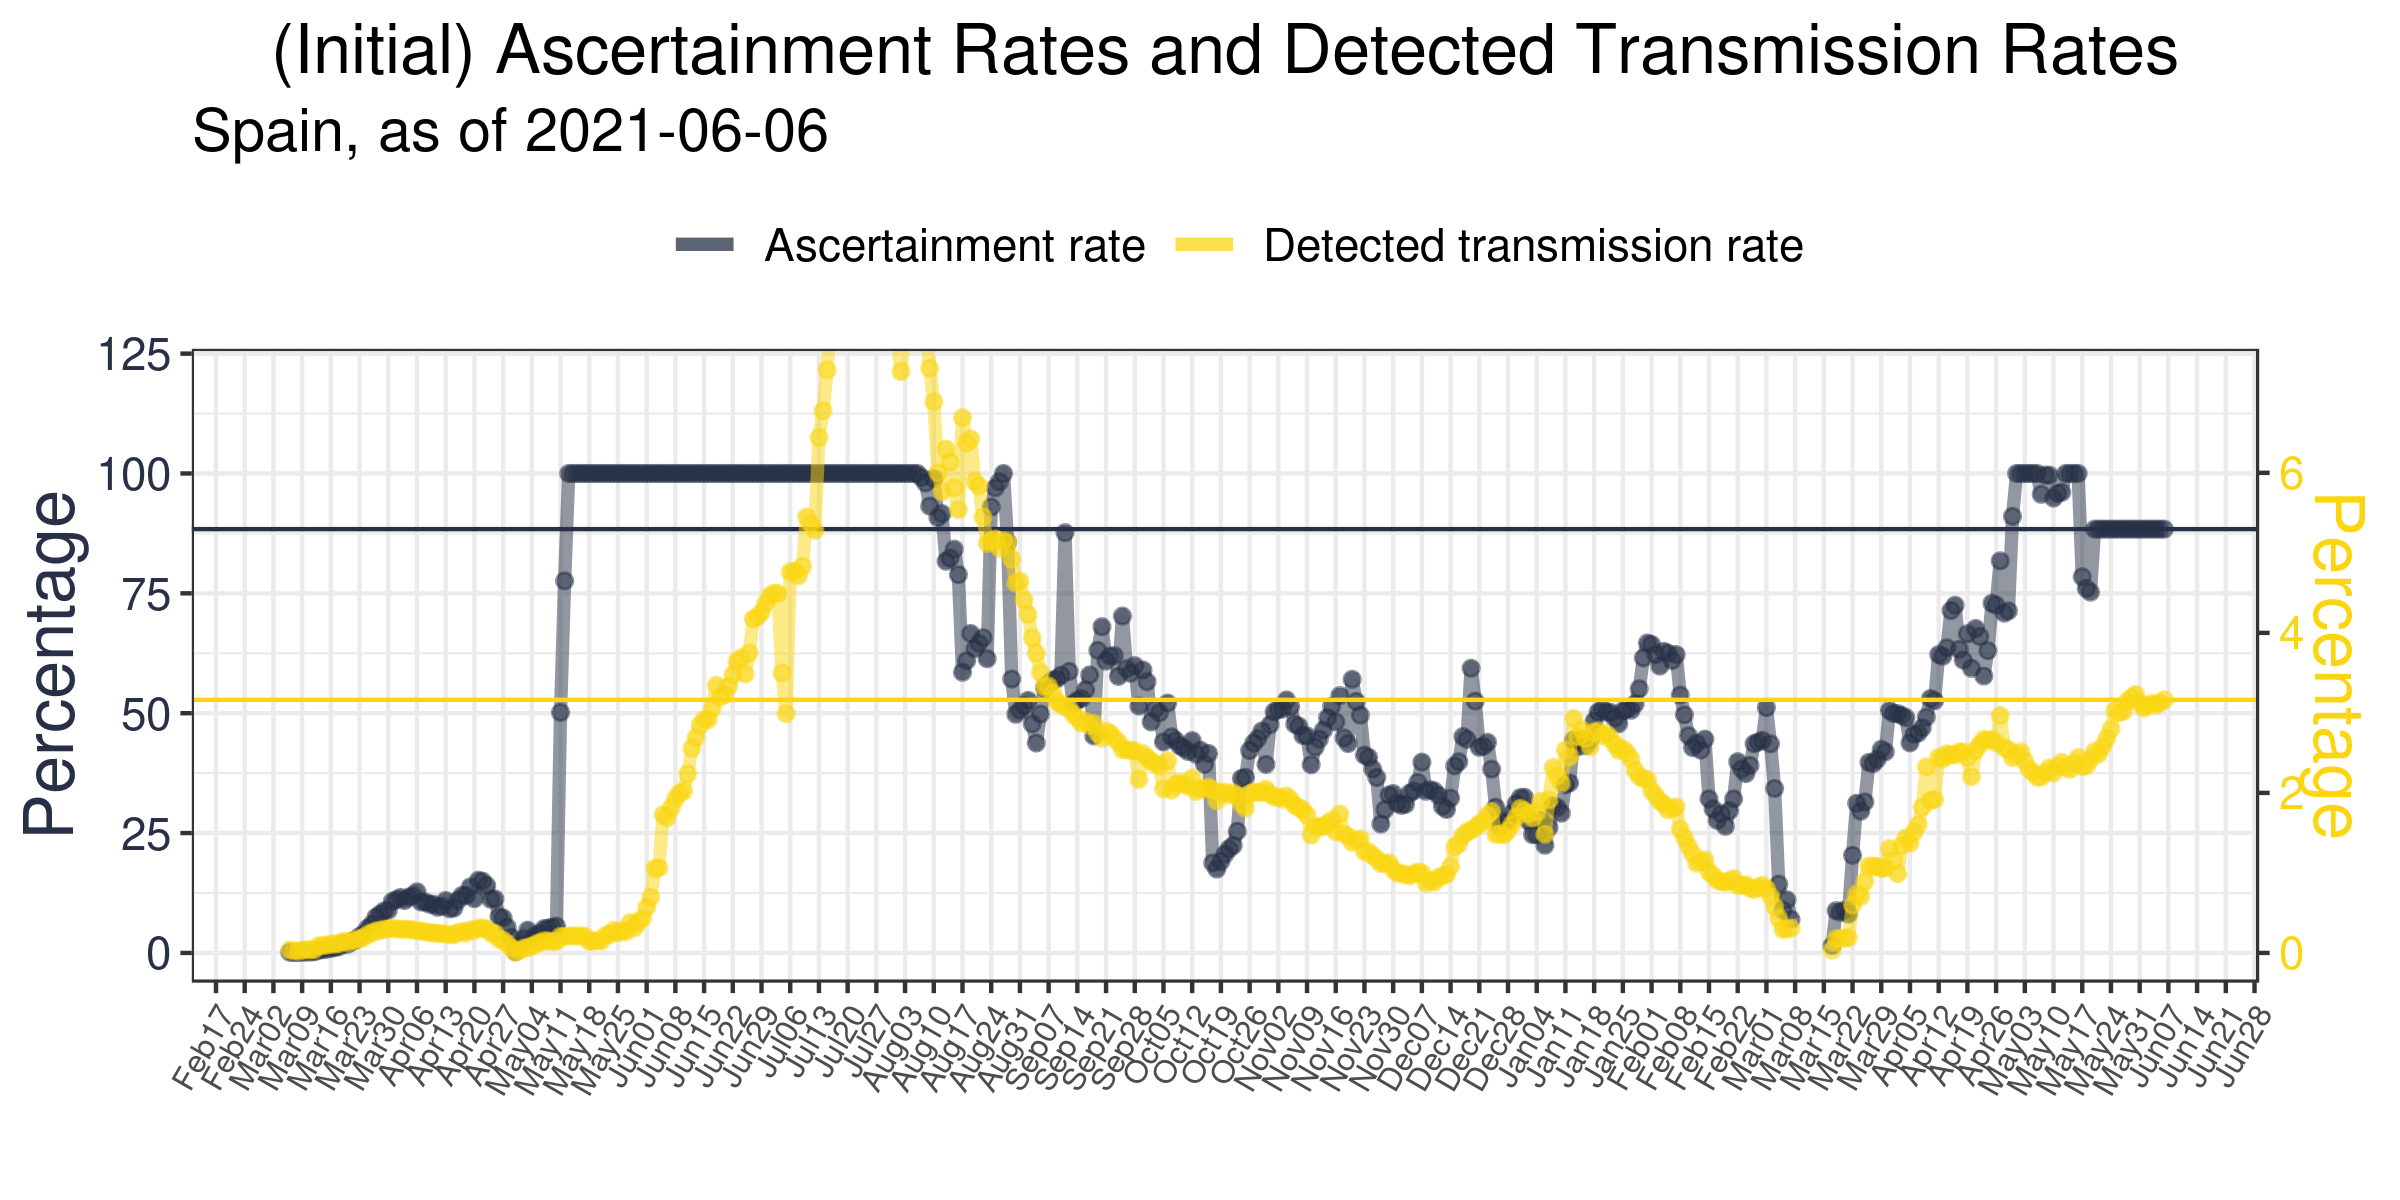 (Initial) Ascertainment Rates and Detected Transmission Rates
Spain, as of 2021-06-06
Ascertainment rate
Detected transmission rate
125
100
75
50
25
0
Percentage
6
4
2
0
Percentage
Feb17
Feb24
Mar02
Mar09
Mar16
Mar23
Mar30
Apr06
Apr13
Apr20
Apr27
May04
May11
May18
May25
Jun01
Jun08
Jun15
Jun22
Jun29
Jul06
Jul13
Jul20
Jul27
Aug03
Aug10
Aug17
Aug24
Aug31
Sep07
Sep14
Sep21
Sep28
Oct05
Oct12
Oct19
Oct26
Nov02
Nov09
Nov16
Nov23
Nov30
Dec07
Dec14
Dec21
Dec28
Jan04
Jan11
Jan18
Jan25
Feb01
Feb08
Feb15
Feb22
Mar01
Mar08
Mar15
Mar22
Mar29
Apr05
Apr12
Apr19
Apr26
May03
May10
May17
May24
May31
Jun07
Jun14
Jun21
Jun28